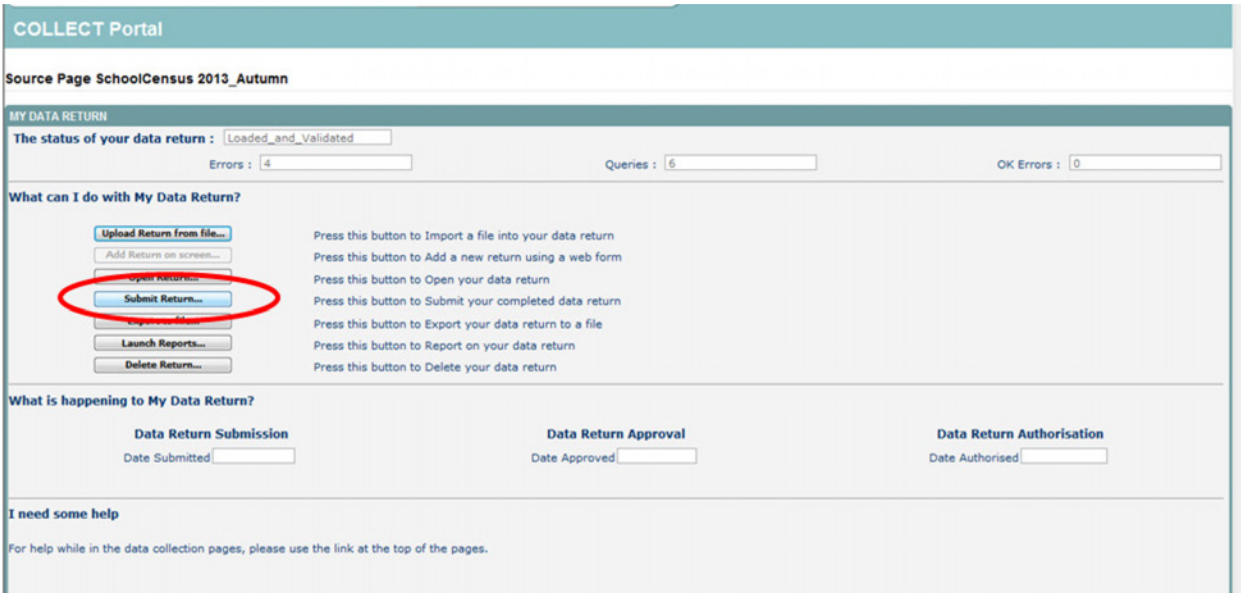 COLLECT Portal
Source Page SchoolCensus 2013_Autumn
MY DATA RETURN
The status of your data return : Loaded_and_Validated
Errors : 4 Queries : 6 OK Errors : 0
What can I do with My Data Return?
Upload Return from file... Press this button to Import a file into your data return
Add Return on screen... Press this button to Add a new return using a web form
Open Return... Press this button to Open your data return
Submit Return... Press this button to Submit your completed data return
Export to file... Press this button to Export your data return to a file
Launch Reports... Press this button to Report on your data return
Delete Return... Press this button to Delete your data return
What is happening to My Data Return?
Data Return Submission Data Return Approval Data Return Authorisation
Date Submitted Date Approved Date Authorised
I need some help
For help while in the data collection pages, please use the link at the top of the pages.